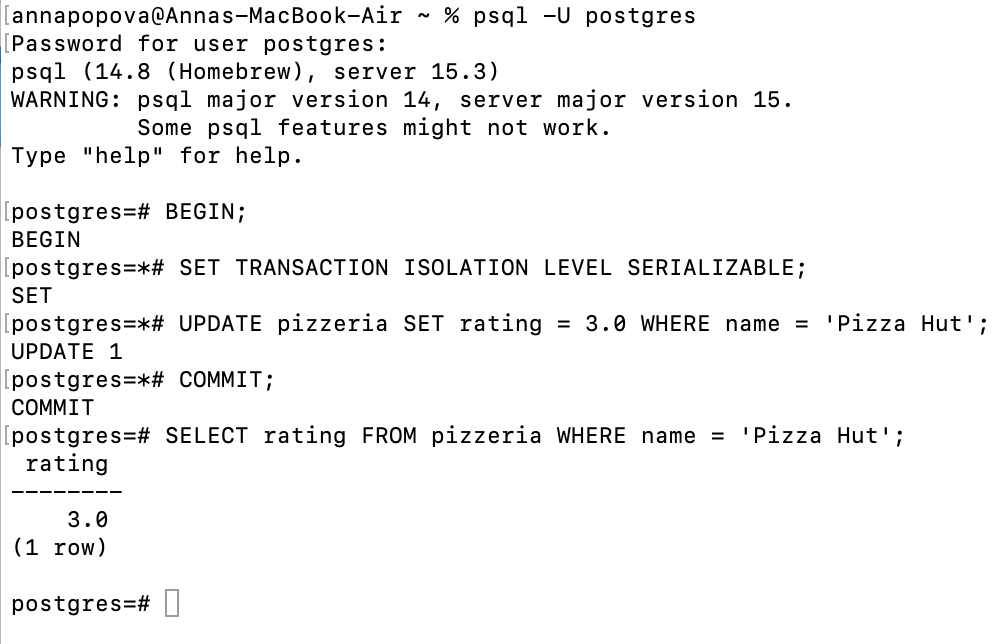 [annapopova@Annas-MacBook-Air ~ % psql -U postgres
[Password for user postgres:
psql (14.8 (Homebrew), server 15.3)
WARNING: psql major version 14, server major version 15.
         Some psql features might not work.
Type "help" for help.

[postgres=# BEGIN;
BEGIN
[postgres=*# SET TRANSACTION ISOLATION LEVEL SERIALIZABLE;
SET
[postgres=*# UPDATE pizzeria SET rating = 3.0 WHERE name = 'Pizza Hut';
UPDATE 1
[postgres=*# COMMIT;
COMMIT
[postgres=# SELECT rating FROM pizzeria WHERE name = 'Pizza Hut';
 rating
--------
    3.0
(1 row)

postgres=#